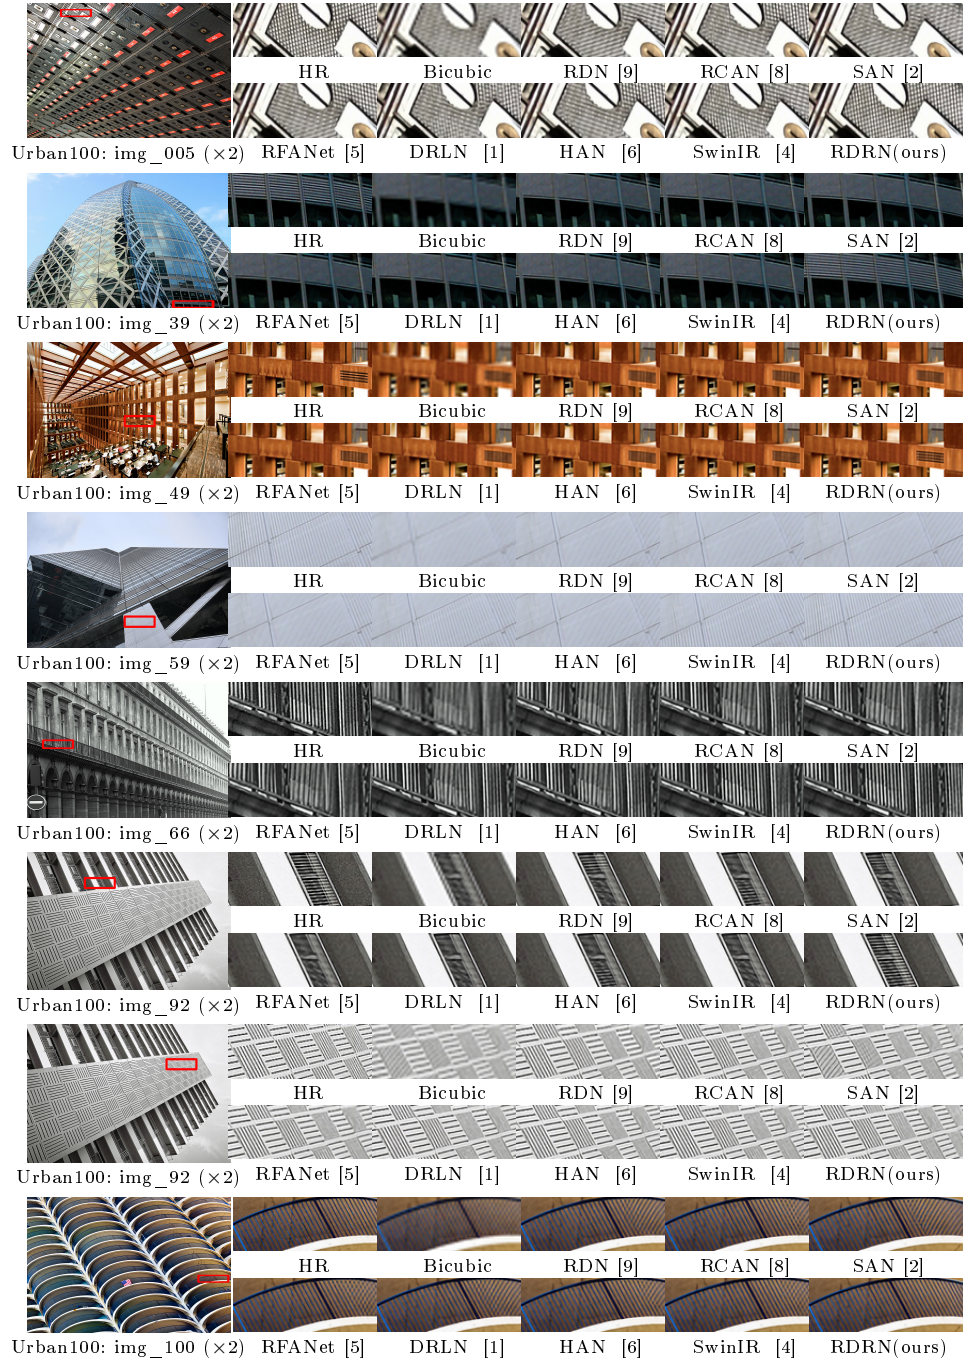 HR Bicubic RDN [9] RCAN [8] SAN [2]
Urban100: img_005 (×2) RFANet [5] DRLN [1] HAN [6] SwinIR [4] RDRN(ours)
HR Bicubic RDN [9] RCAN [8] SAN [2]
Urban100: img_39 (×2) RFANet [5] DRLN [1] HAN [6] SwinIR [4] RDRN(ours)
HR Bicubic RDN [9] RCAN [8] SAN [2]
Urban100: img_49 (×2) RFANet [5] DRLN [1] HAN [6] SwinIR [4] RDRN(ours)
HR Bicubic RDN [9] RCAN [8] SAN [2]
Urban100: img_59 (×2) RFANet [5] DRLN [1] HAN [6] SwinIR [4] RDRN(ours)
HR Bicubic RDN [9] RCAN [8] SAN [2]
Urban100: img_66 (×2) RFANet [5] DRLN [1] HAN [6] SwinIR [4] RDRN(ours)
HR Bicubic RDN [9] RCAN [8] SAN [2]
Urban100: img_92 (×2) RFANet [5] DRLN [1] HAN [6] SwinIR [4] RDRN(ours)
HR Bicubic RDN [9] RCAN [8] SAN [2]
Urban100: img_92 (×2) RFANet [5] DRLN [1] HAN [6] SwinIR [4] RDRN(ours)
HR Bicubic RDN [9] RCAN [8] SAN [2]
Urban100: img_100 (×2) RFANet [5] DRLN [1] HAN [6] SwinIR [4] RDRN(ours)